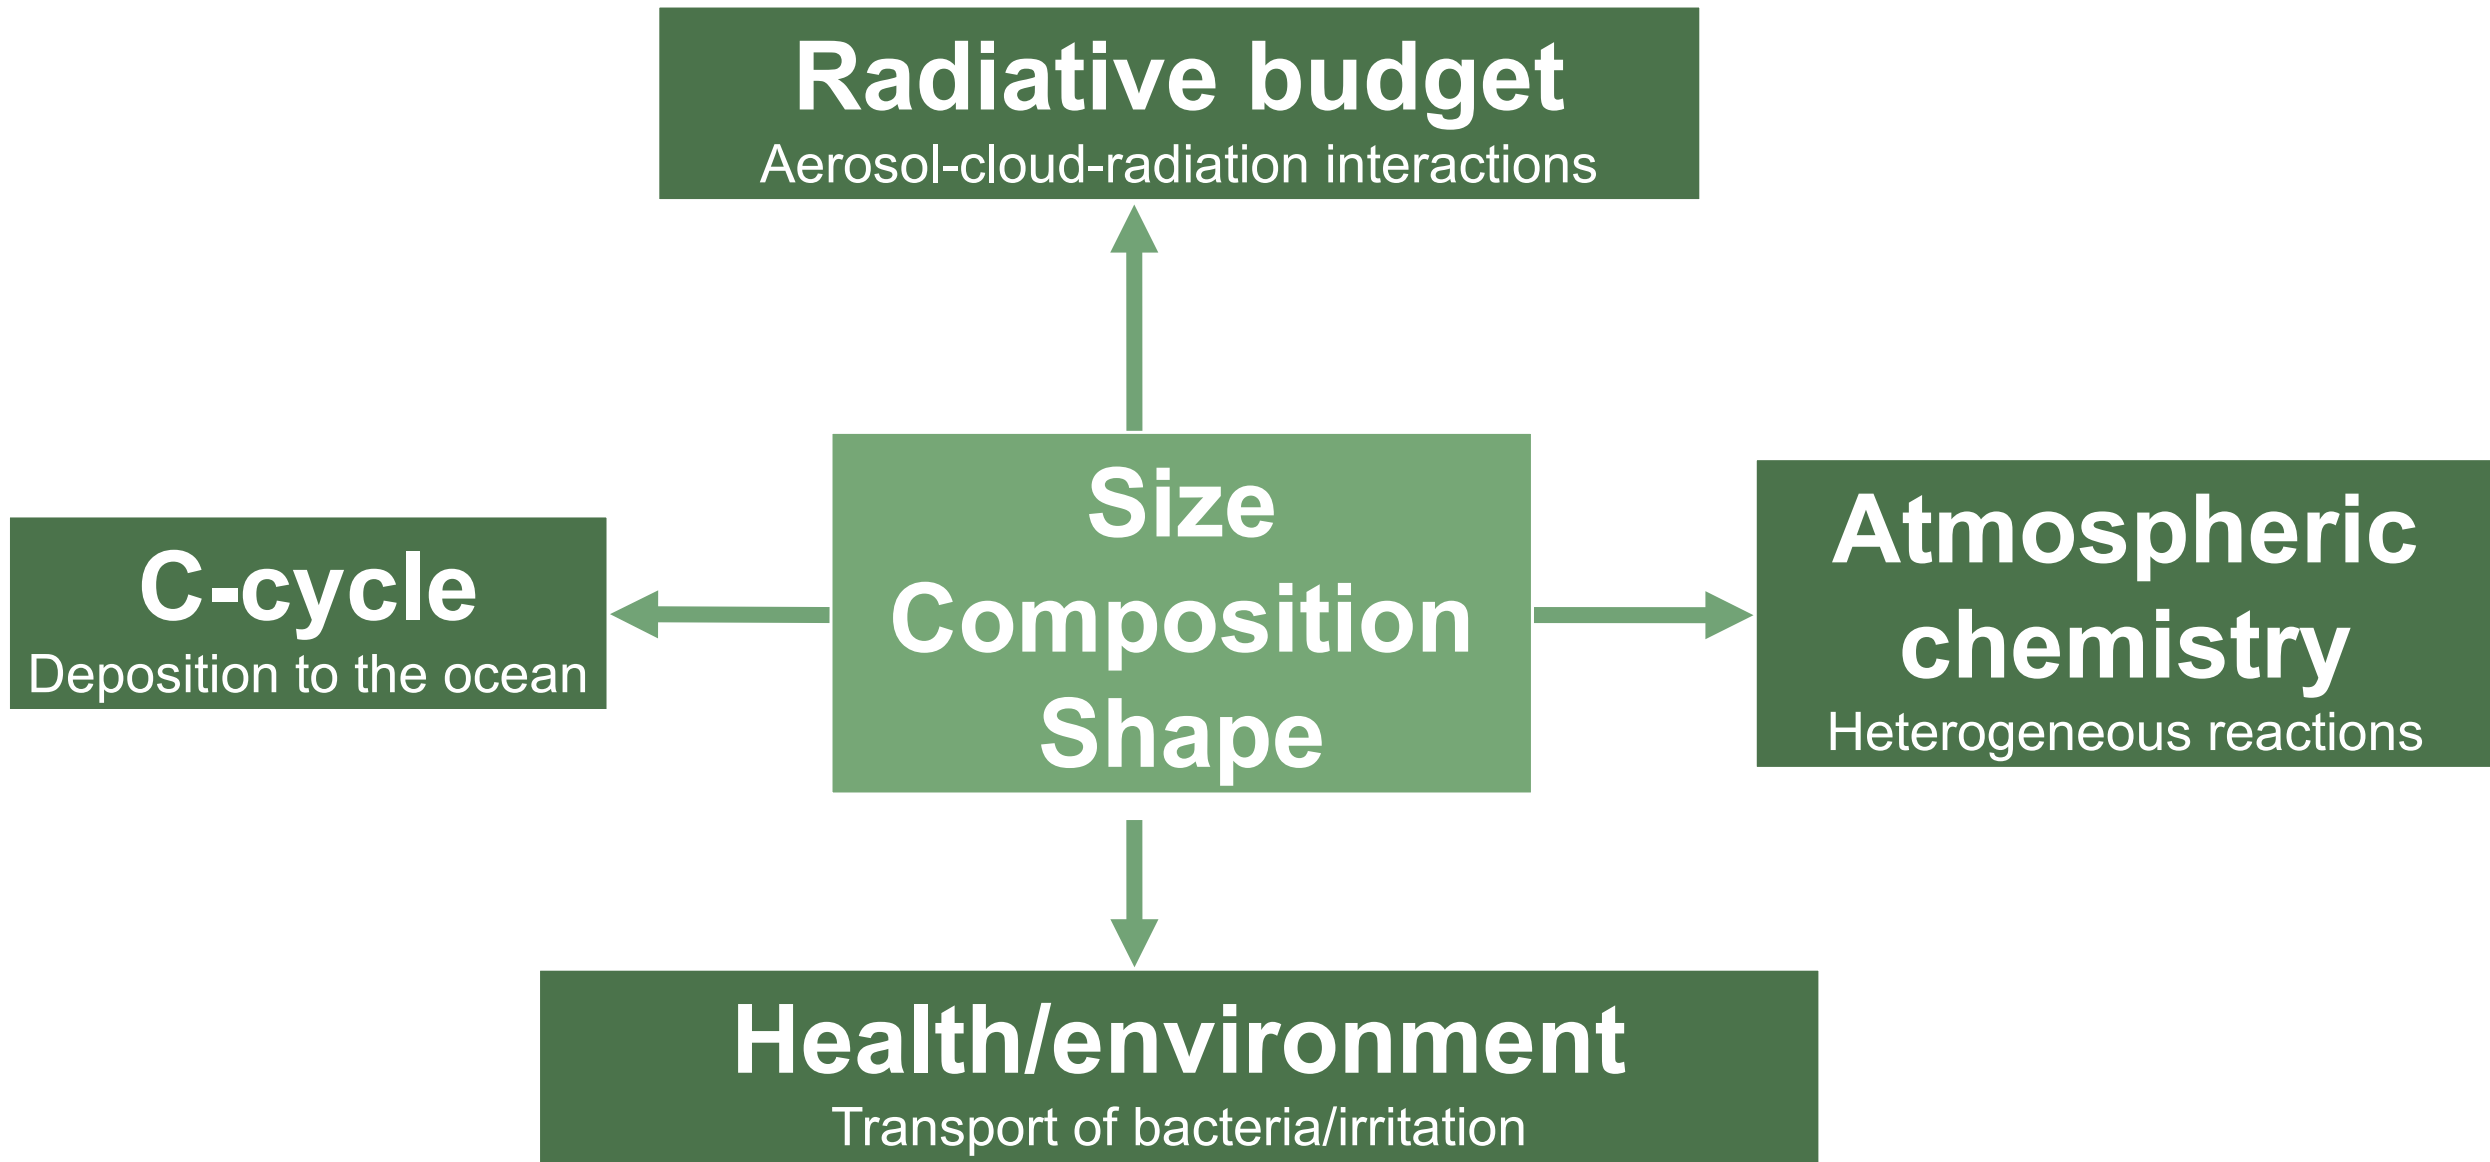 Radiative budget
Aerosol-cloud-radiation interactions
Size
Composition
Shape
C-cycle
Deposition to the ocean
Atmospheric
chemistry
Heterogeneous reactions
Health/environment
Transport of bacteria/irritation